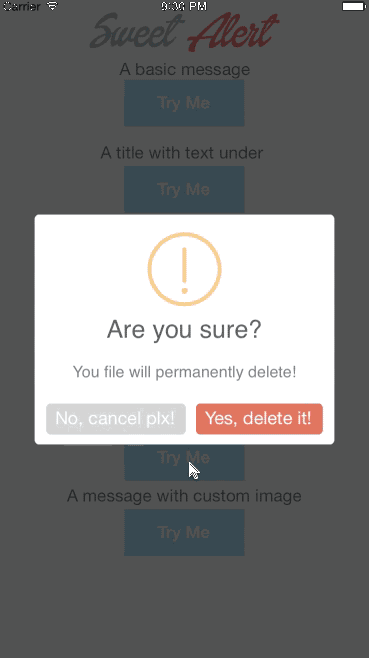 Carrier 9:06 PM
Sweet Alert
A basic message
Try Me
A title with text under
Try Me
Are you sure?
You file will permanently delete!
No, cancel plx!
Yes, delete it!
Try Me
A message with custom image
Try Me